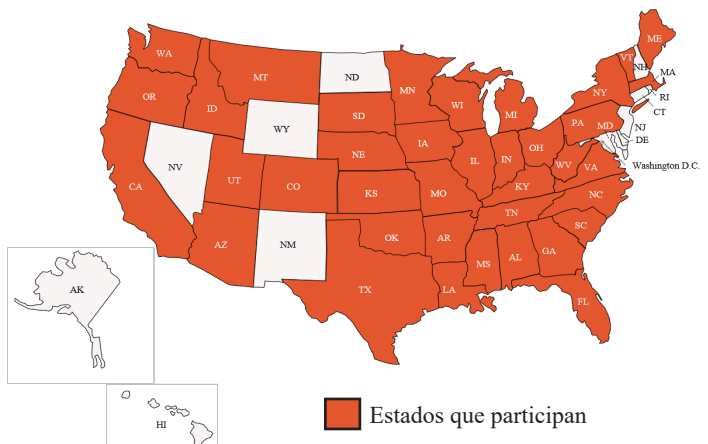 WA
ME
VT
NH
MT
ND
MN
MA
OR
ID
WI
NY
RI
SD
MI
CT
WY
PA
NJ
IA
MD
DE
NE
OH
NV
IL
IN
Washington D.C.
UT
WV
VA
CA
CO
KS
MO
KY
NC
TN
OK
AR
SC
AZ
NM
MS
AL
GA
TX
LA
AK
FL
HI
Estados que participan